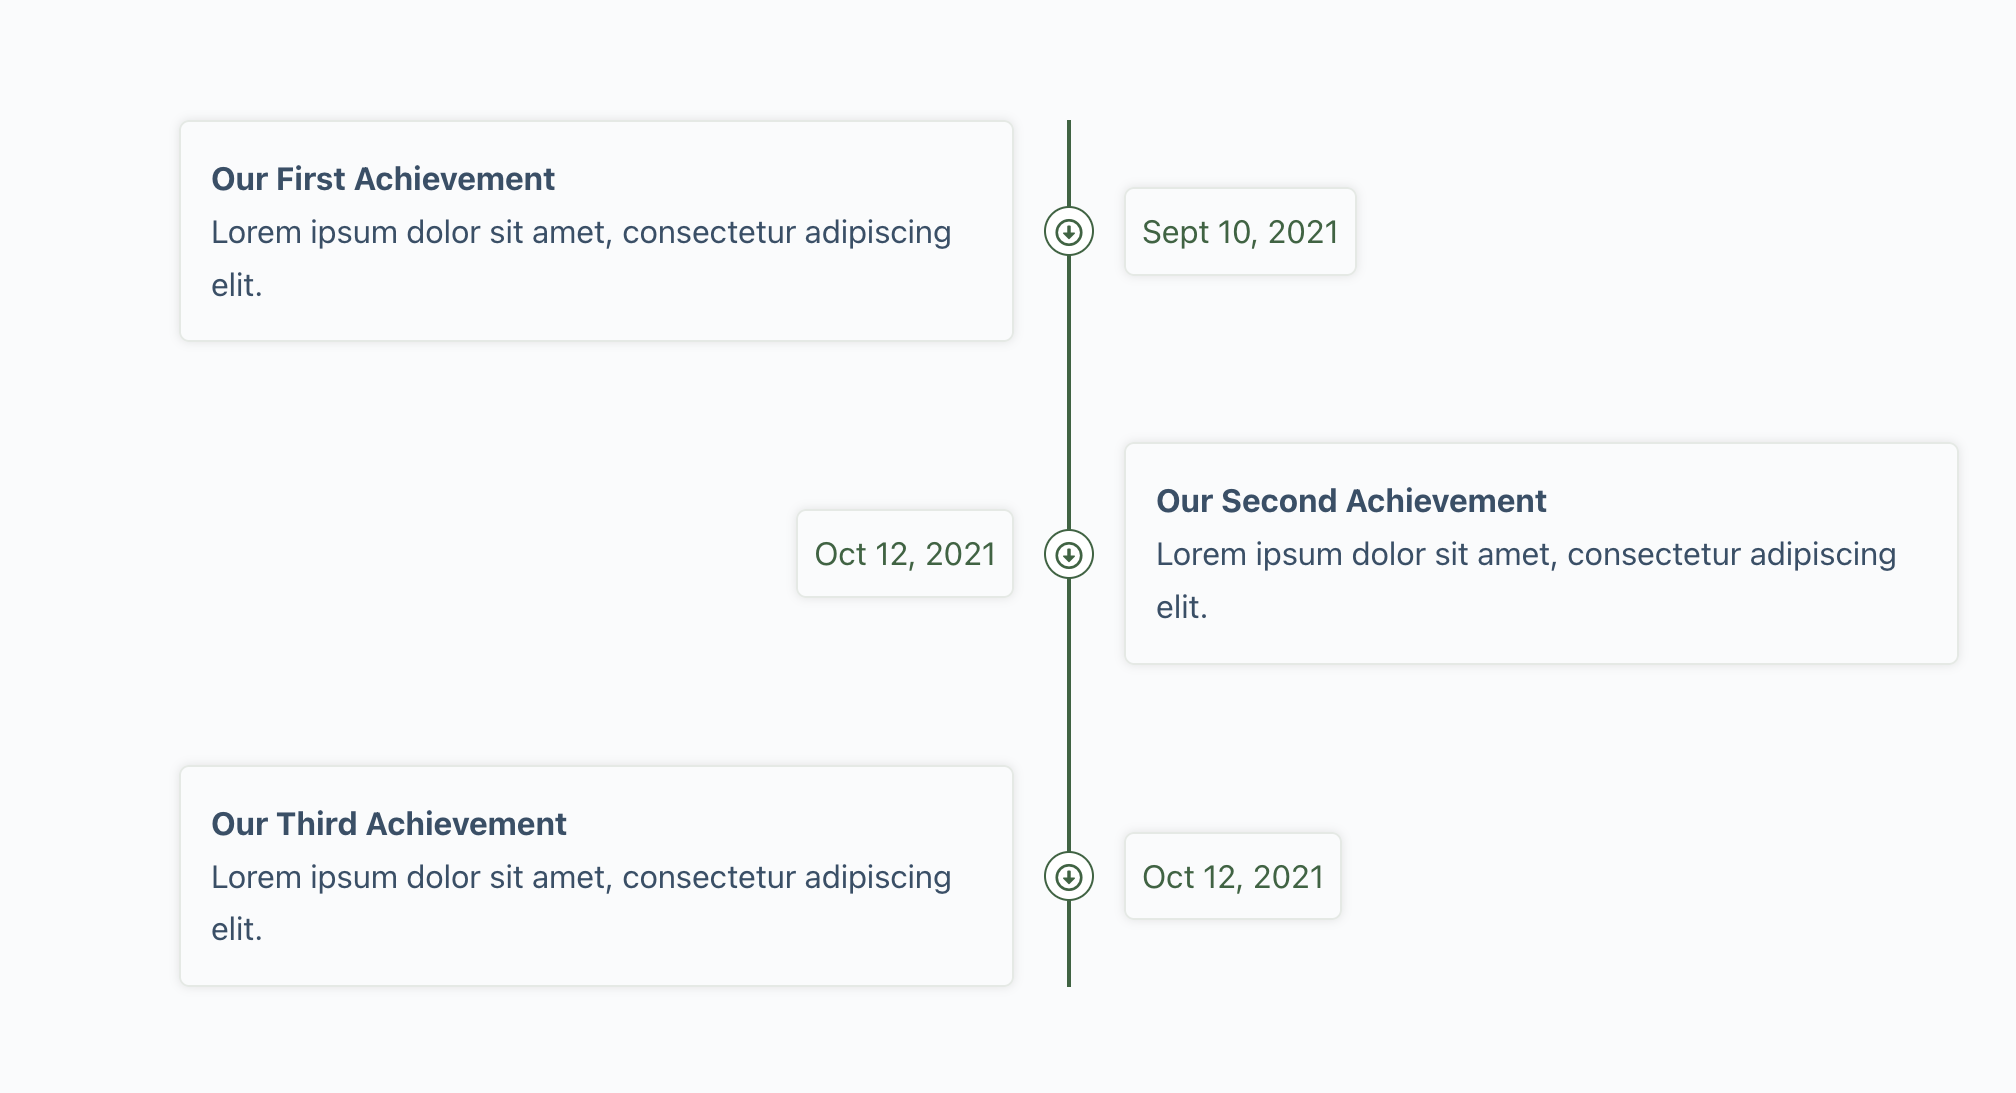 Our First Achievement
Lorem ipsum dolor sit amet, consectetur adipiscing
elit.
Sept 10, 2021
Oct 12, 2021
Our Second Achievement
Lorem ipsum dolor sit amet, consectetur adipiscing
elit.
Our Third Achievement
Lorem ipsum dolor sit amet, consectetur adipiscing
elit.
Oct 12, 2021